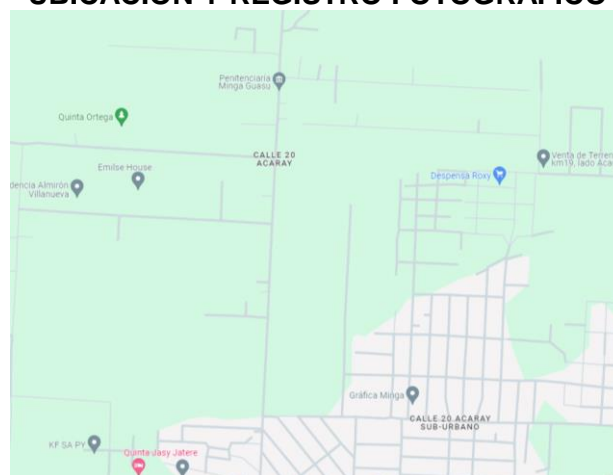 UBICACIÓN Y REGISTRO FOTOGRÁFICO
Penitenciaría
Minga Guasu
Quinta Ortega
CALLE 20
ACARAY
Emilse House
dencia Almirón
Villanueva
Venta de Terren
km19, lado Aca
Despensa Roxy
Gráfica Minga
CALLE 20 ACARAY
SUB-URBANO
KF SA PY
Quinta Jasy Jatere